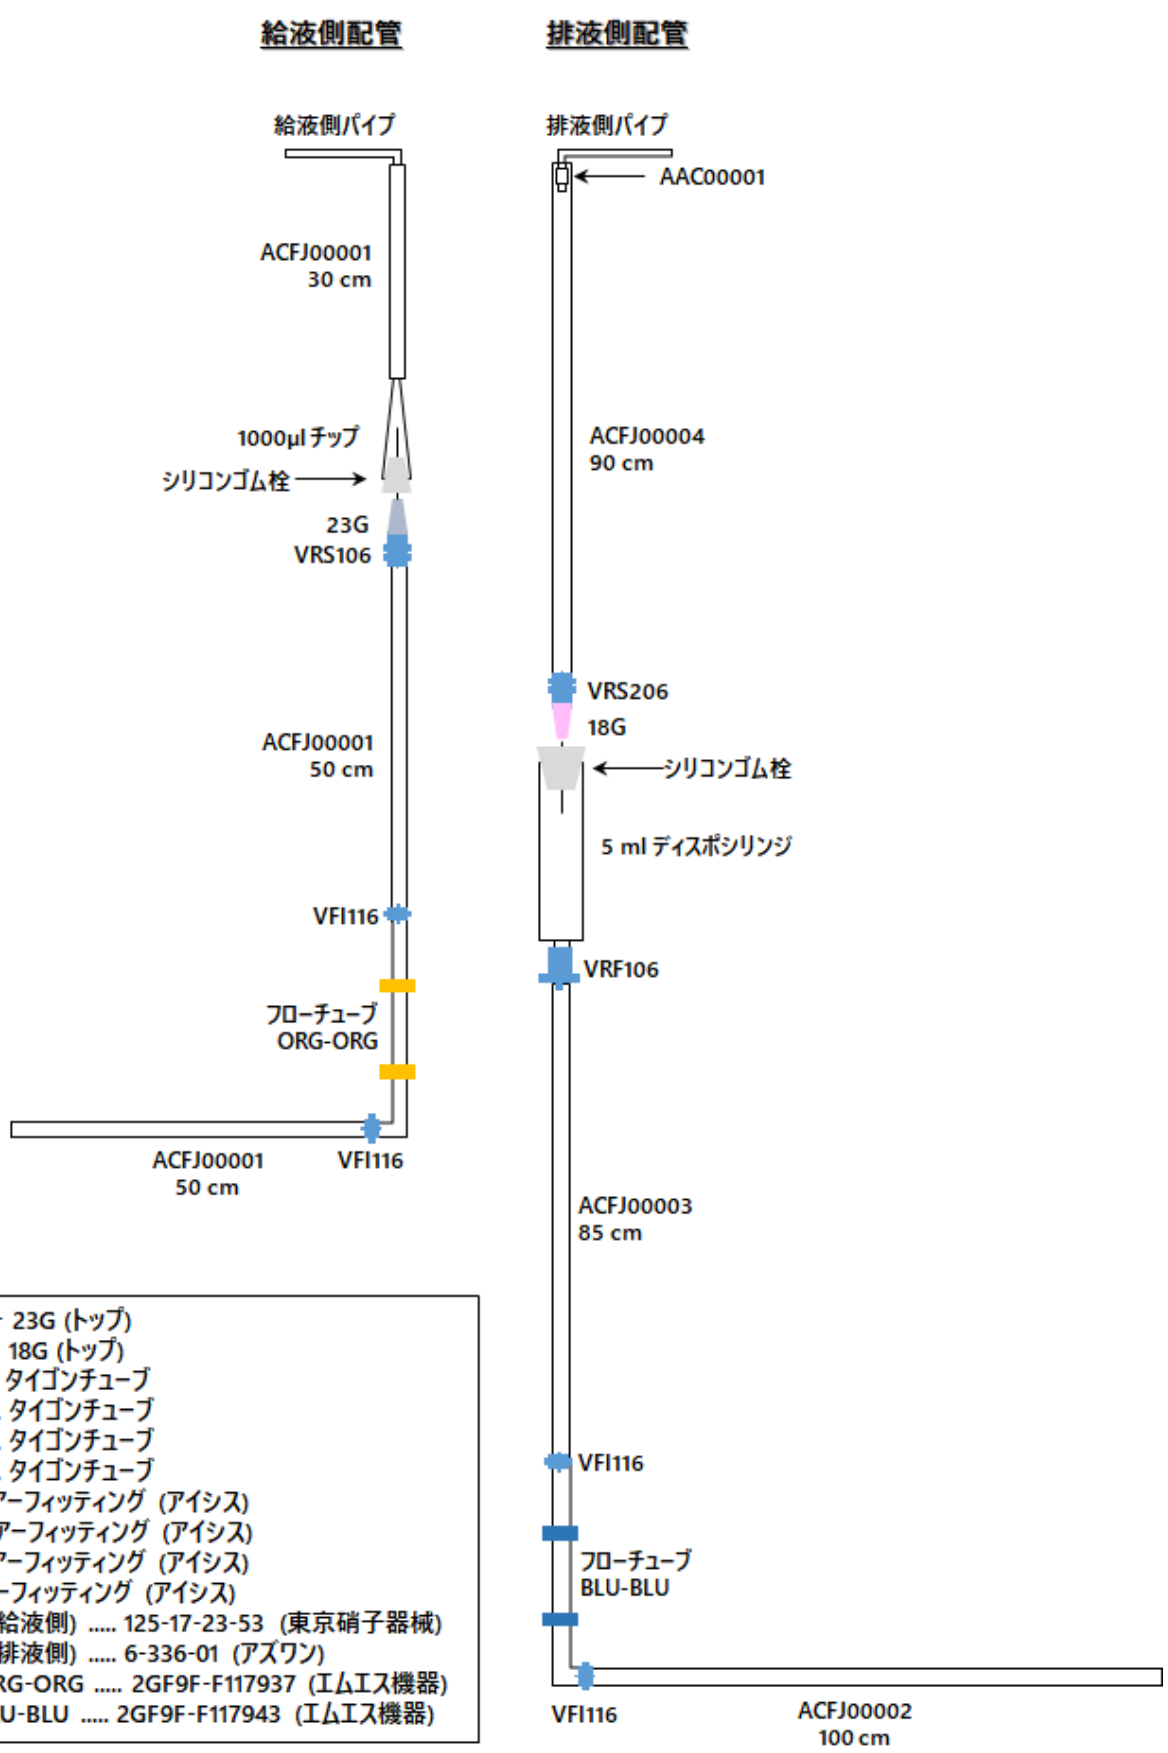 給液側配管
排液側配管
給液側パイプ
排液側パイプ
AAC00001
ACFJ00001
30 cm
1000μl チップ
シリコンゴム栓
23G
VRS106
ACFJ00001
50 cm
VFI116
フローチューブ
ORG-ORG
ACFJ00001
50 cm
VFI116
ACFJ00004
90 cm
VRS206
18G
シリコンゴム栓
5 ml ディスポシリンジ
VRF106
ACFJ00003
85 cm
VFI116
フローチューブ
BLU-BLU
VFI116
ACFJ00002
100 cm
23G (トップ)
18G (トップ)
タイゴンチューブ
. タイゴンチューブ
. タイゴンチューブ
. タイゴンチューブ
アーフィッティング (アイシス)
アーフィッティング (アイシス)
アーフィッティング (アイシス)
ーフィッティング (アイシス)
給液側) ..... 125-17-23-53 (東京硝子器械)
排液側) ..... 6-336-01 (アズワン)
RG-ORG ..... 2GF9F-F117937 (エムエス機器)
U-BLU ..... 2GF9F-F117943 (エムエス機器)